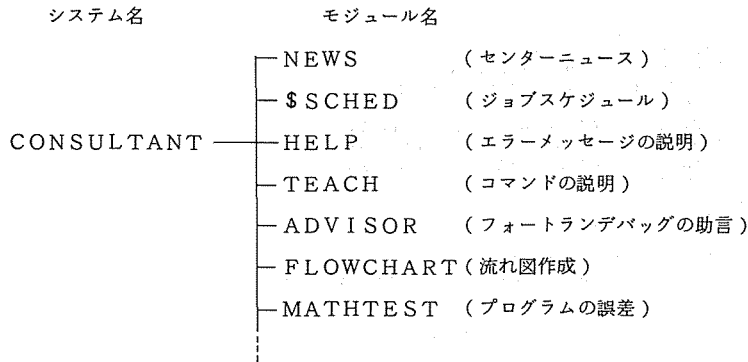 システム名 モジュール名
NEWS (センターニュース)
$SCHED (ジョブスケジュール)
CONSULTANT HELP (エラーメッセージの説明)
TEACH (コマンドの説明)
ADVISOR (フォートランデバッグの助言)
FLOWCHART (流れ図作成)
MATHTEST (プログラムの誤差)